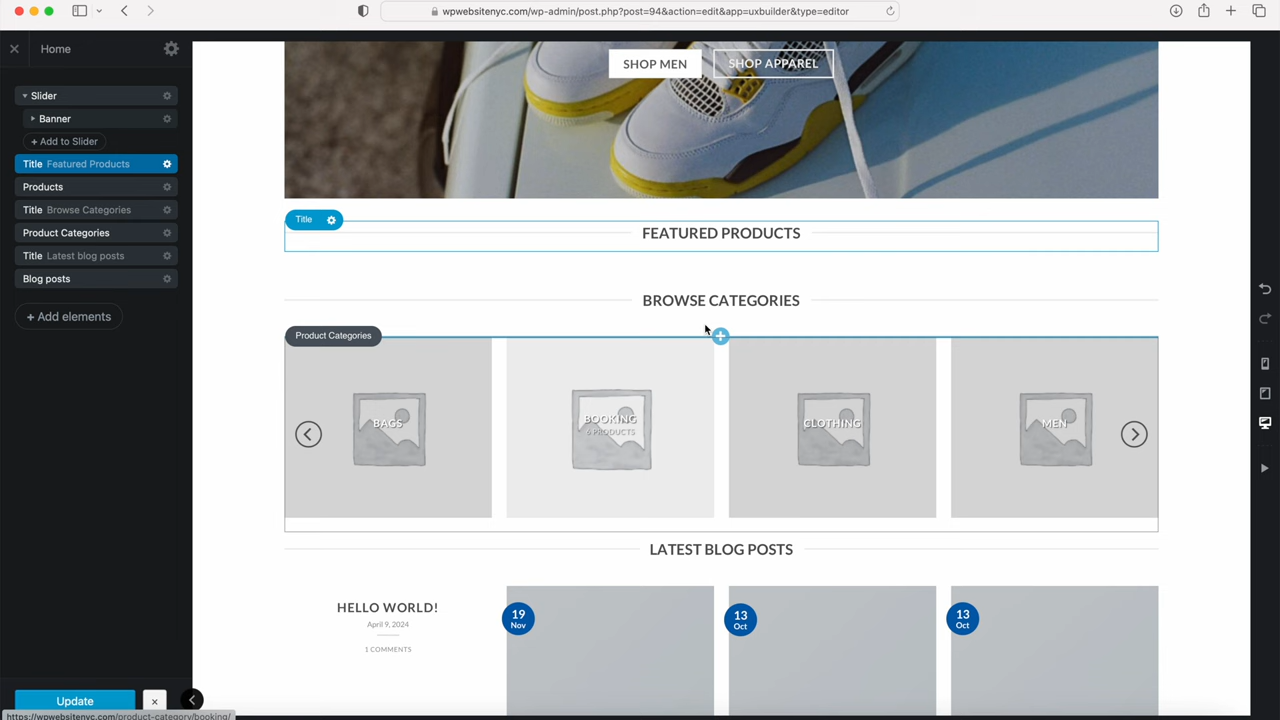 wpwebsitenyc.com/wp-admin/post.php?post=94&action=edit&app=uxbuilder&type=editor
Home
Slider
Banner
+ Add to Slider
Title Featured Products
Products
Title Browse Categories
Product Categories
Title Latest blog posts
Blog posts
+ Add elements
Update
×
https://wpwebsitenyc.com/product-category/booking/
SHOP MEN
SHOP APPAREL
Title
FEATURED PRODUCTS
BROWSE CATEGORIES
Product Categories
BAGS
BOOKING
6 PRODUCTS
CLOTHING
MEN
LATEST BLOG POSTS
HELLO WORLD!
April 9, 2024
1 COMMENTS
19
Nov
13
Oct
13
Oct